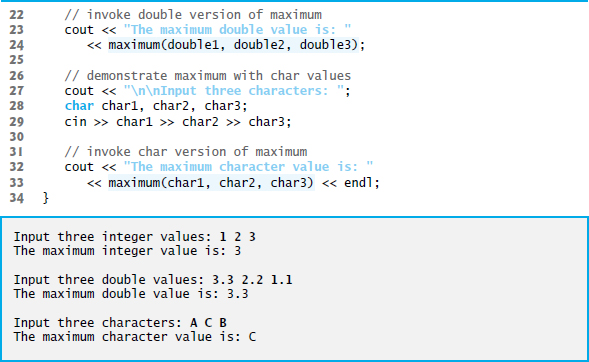 22 // invoke double version of maximum
23 cout << "The maximum double value is: "
24 << maximum(double1, double2, double3);
25
26 // demonstrate maximum with char values
27 cout << "\n\nInput three characters: ";
28 char char1, char2, char3;
29 cin >> char1 >> char2 >> char3;
30
31 // invoke char version of maximum
32 cout << "The maximum character value is: "
33 << maximum(char1, char2, char3) << endl;
34 }
Input three integer values: 1 2 3
The maximum integer value is: 3
Input three double values: 3.3 2.2 1.1
The maximum double value is: 3.3
Input three characters: A C B
The maximum character value is: C